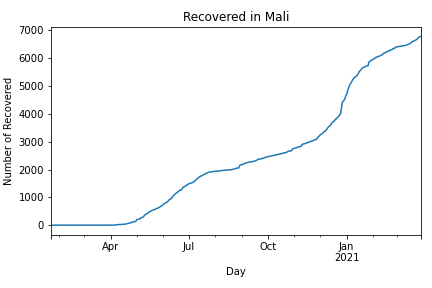 Recovered in Mali
Number of Recovered
7000
6000
5000
4000
3000
2000
1000
0
Apr
Jul
Oct
Jan
2021
Day